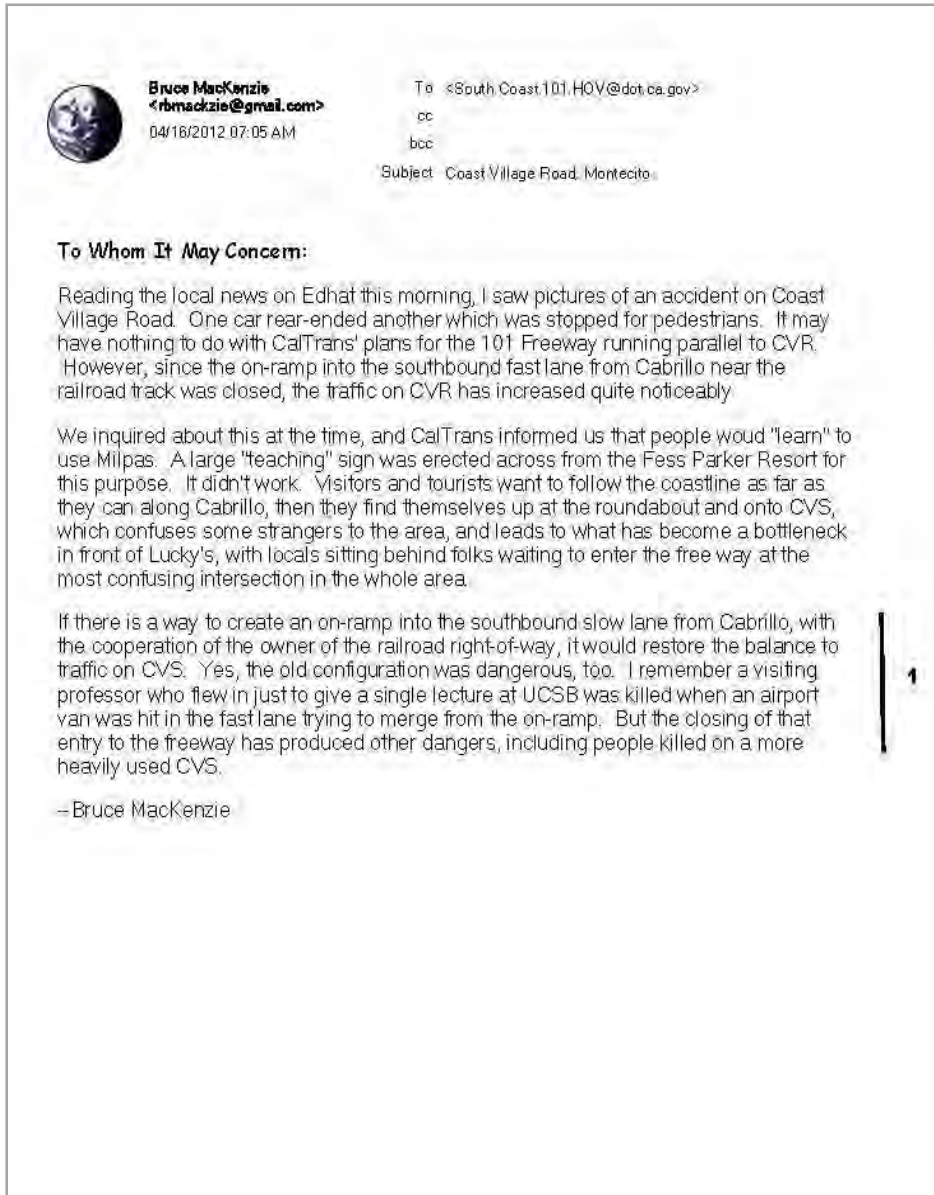 Bruce MacKenzie
<rbmackzie@gmail.com>
04/16/2012 07:05 AM
To <South.Coast.101.HOV@dot.ca.gov>
cc
bcc
Subject Coast Village Road, Montecito
To Whom It May Concern:
Reading the local news on Edhat this morning, I saw pictures of an accident on Coast
Village Road. One car rear-ended another which was stopped for pedestrians. It may
have nothing to do with CalTrans' plans for the 101 Freeway running parallel to CVR.
However, since the on-ramp into the southbound fast lane from Cabrillo near the
railroad track was closed, the traffic on CVR has increased quite noticeably.
We inquired about this at the time, and CalTrans informed us that people woud "learn" to
use Milpas. A large "teaching" sign was erected across from the Fess Parker Resort for
this purpose. It didn't work. Visitors and tourists want to follow the coastline as far as
they can along Cabrillo, then they find themselves up at the roundabout and onto CVS,
which confuses some strangers to the area, and leads to what has become a bottleneck
in front of Lucky's, with locals sitting behind folks waiting to enter the free way at the
most confusing intersection in the whole area.
If there is a way to create an on-ramp into the southbound slow lane from Cabrillo, with
the cooperation of the owner of the railroad right-of-way, it would restore the balance to
traffic on CVS. Yes, the old configuration was dangerous, too. I remember a visiting
professor who flew in just to give a single lecture at UCSB was killed when an airport
van was hit in the fast lane trying to merge from the on-ramp. But the closing of that
entry to the freeway has produced other dangers, including people killed on a more
heavily used CVS.
1
-- Bruce MacKenzie